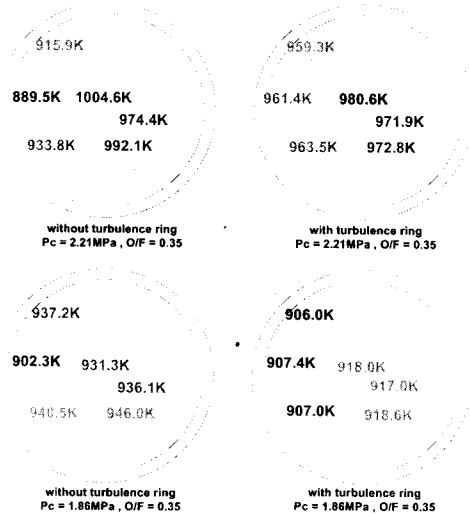 915.9K
889.5K 1004.6K
974.4K
933.8K 992.1K
without turbulence ring
Pc = 2.21MPa , O/F = 0.35
959.3K
961.4K 980.6K
971.9K
963.5K 972.8K
with turbulence ring
Pc = 2.21MPa , O/F = 0.35
937.2K
902.3K 931.3K
936.1K
940.5K 946.0K
without turbulence ring
Pc = 1.86MPa , O/F = 0.35
906.0K
907.4K 918.0K
917.0K
907.0K 918.6K
with turbulence ring
Pc = 1.86MPa , O/F = 0.35